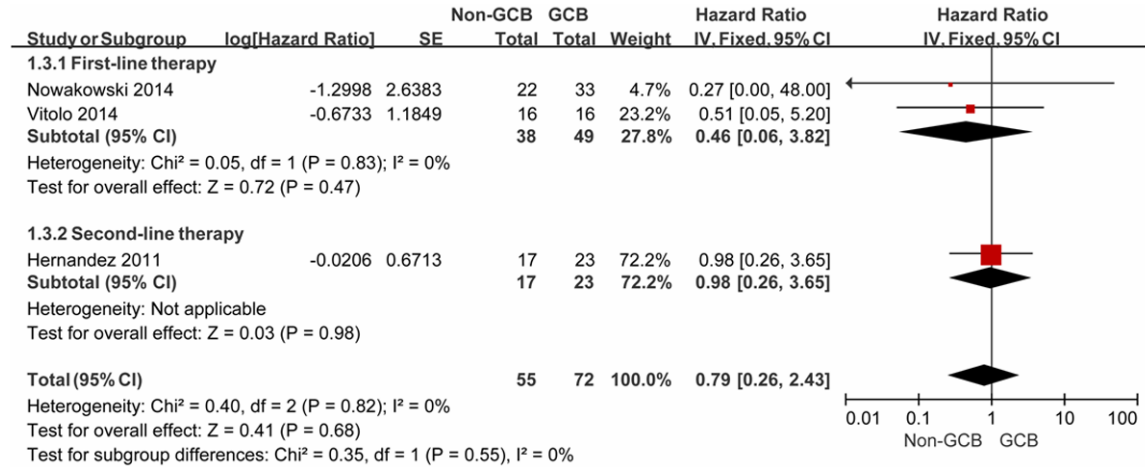 Non-GCB GCB Hazard Ratio Hazard Ratio
Study or Subgroup log[Hazard Ratio] SE Total Total Weight IV. Fixed. 95% CI IV. Fixed. 95% CI
1.3.1 First-line therapy
Nowakowski 2014 -1.2998 2.6383 22 33 4.7% 0.27 [0.00, 48.00]
Vitolo 2014 -0.6733 1.1849 16 16 23.2% 0.51 [0.05, 5.20]
Subtotal (95% CI) 38 49 27.8% 0.46 [0.06, 3.82]
Heterogeneity: Chi² = 0.05, df = 1 (P = 0.83); I² = 0%
Test for overall effect: Z = 0.72 (P = 0.47)
1.3.2 Second-line therapy
Hernandez 2011 -0.0206 0.6713 17 23 72.2% 0.98 [0.26, 3.65]
Subtotal (95% CI) 17 23 72.2% 0.98 [0.26, 3.65]
Heterogeneity: Not applicable
Test for overall effect: Z = 0.03 (P = 0.98)
Total (95% CI) 55 72 100.0% 0.79 [0.26, 2.43]
Heterogeneity: Chi² = 0.40, df = 2 (P = 0.82); I² = 0%
Test for overall effect: Z = 0.41 (P = 0.68)
Test for subgroup differences: Chi² = 0.35, df = 1 (P = 0.55), I² = 0%
0.01 0.1 1 10 100
Non-GCB GCB